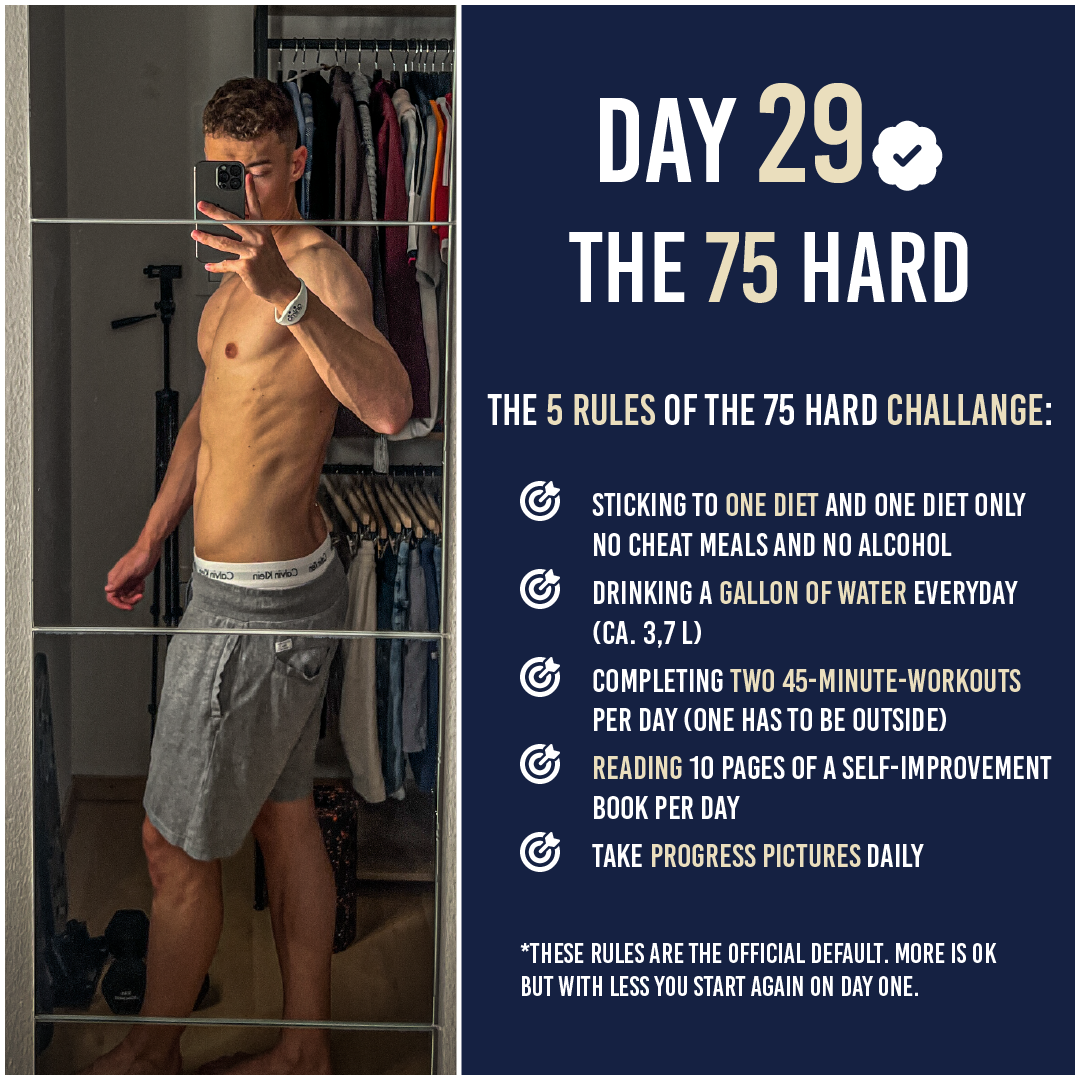 DAY 29
THE 75 HARD
THE 5 RULES OF THE 75 HARD CHALLANGE:
STICKING TO ONE DIET AND ONE DIET ONLY
NO CHEAT MEALS AND NO ALCOHOL
DRINKING A GALLON OF WATER EVERYDAY
(CA. 3,7 L)
COMPLETING TWO 45-MINUTE-WORKOUTS
PER DAY (ONE HAS TO BE OUTSIDE)
READING 10 PAGES OF A SELF-IMPROVEMENT
BOOK PER DAY
TAKE PROGRESS PICTURES DAILY
*THESE RULES ARE THE OFFICIAL DEFAULT. MORE IS OK
BUT WITH LESS YOU START AGAIN ON DAY ONE.
Calvin Klein Calvin Klein